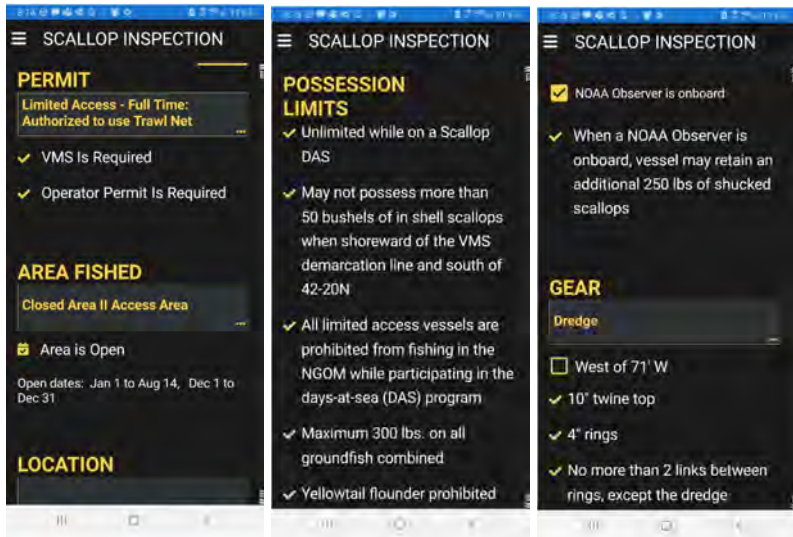 SCALLOP INSPECTION
PERMIT
Limited Access - Full Time:
Authorized to use Trawl Net
...
VMS Is Required
Operator Permit Is Required
AREA FISHED
Closed Area II Access Area
...
Area is Open
Open dates: Jan 1 to Aug 14, Dec 1 to
Dec 31
LOCATION
SCALLOP INSPECTION
POSSESSION
LIMITS
Unlimited while on a Scallop
DAS
May not possess more than
50 bushels of in shell scallops
when shoreward of the VMS
demarcation line and south of
42-20N
All limited access vessels are
prohibited from fishing in the
NGOM while participating in the
days-at-sea (DAS) program
Maximum 300 lbs. on all
groundfish combined
Yellowtail flounder prohibited
SCALLOP INSPECTION
NOAA Observer is onboard
When a NOAA Observer is
onboard, vessel may retain an
additional 250 lbs of shucked
scallops
GEAR
Dredge
...
West of 71' W
10" twine top
4" rings
No more than 2 links between
rings, except the dredge